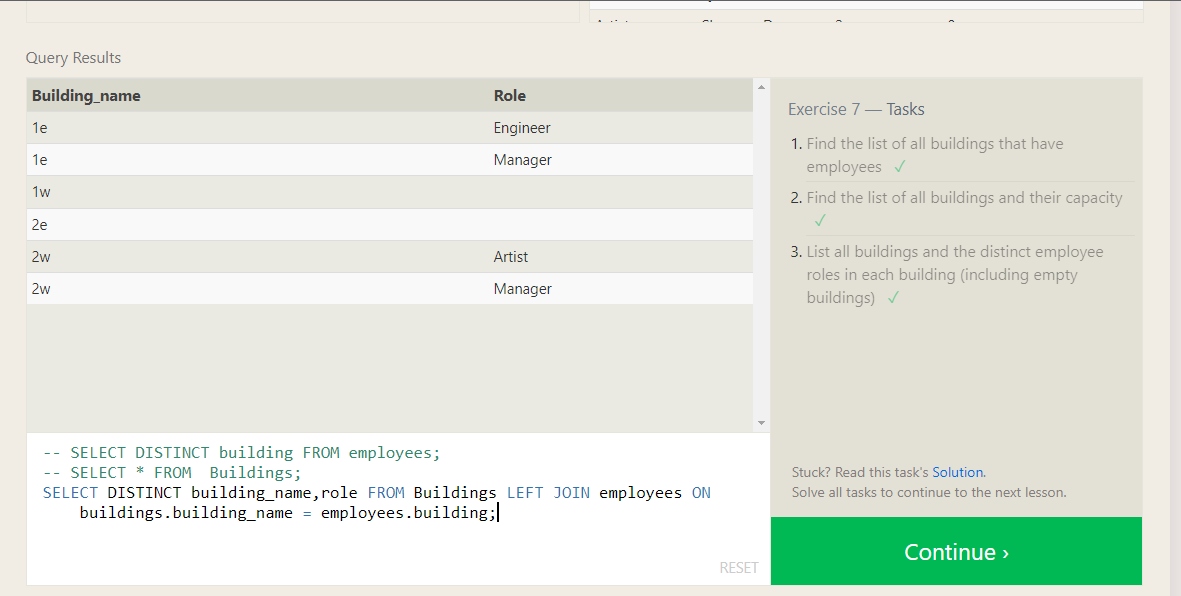 Query Results
Building_name Role
1e Engineer
1e Manager
1w
2e
2w Artist
2w Manager
-- SELECT DISTINCT building FROM employees;
-- SELECT * FROM  Buildings;
SELECT DISTINCT building_name,role FROM Buildings LEFT JOIN employees ON
buildings.building_name = employees.building;
RESET
Exercise 7 — Tasks
1. Find the list of all buildings that have
employees ✓
2. Find the list of all buildings and their capacity
✓
3. List all buildings and the distinct employee
roles in each building (including empty
buildings) ✓
Stuck? Read this task's Solution.
Solve all tasks to continue to the next lesson.
Continue ›